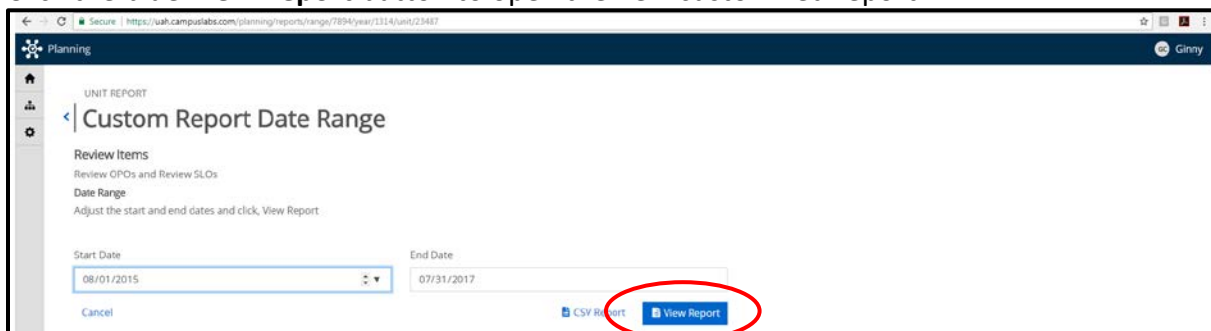 Secure | https://uah.campuslabs.com/planning/reports/range/7894/year/1314/unit/23487
Planning
GC Ginny
UNIT REPORT
Custom Report Date Range
Review Items
Review OPOs and Review SLOs
Date Range
Adjust the start and end dates and click, View Report
Start Date End Date
08/01/2015 07/31/2017
Cancel CSV Report View Report